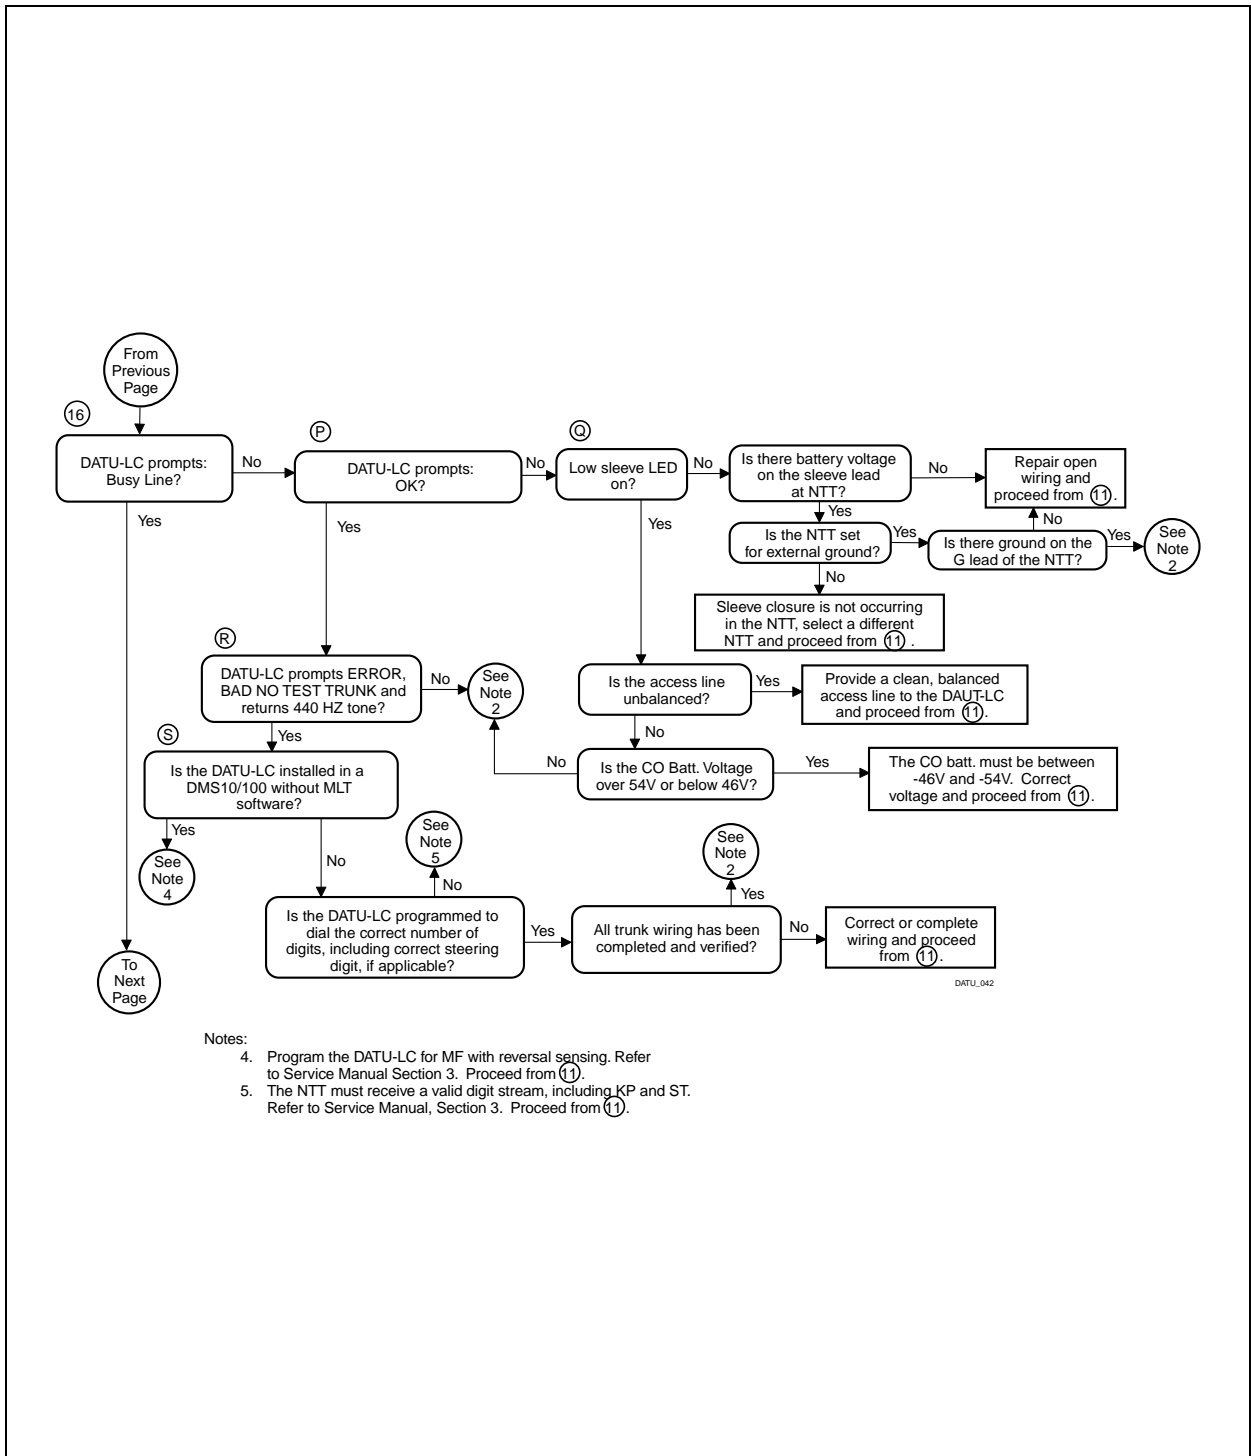 From
Previous
Page
16
DATU-LC prompts:
Busy Line?
No
Yes
P
DATU-LC prompts:
OK?
No
Yes
Q
Low sleeve LED
on?
No
Yes
Is there battery voltage
on the sleeve lead
at NTT?
No
Yes
Repair open
wiring and
proceed from 11.
Is the NTT set
for external ground?
Yes
No
Is there ground on the
G lead of the NTT?
No
Yes
See
Note
2
Sleeve closure is not occurring
in the NTT, select a different
NTT and proceed from 11 .
R
DATU-LC prompts ERROR,
BAD NO TEST TRUNK and
returns 440 HZ tone?
No
Yes
See
Note
2
Is the access line
unbalanced?
Yes
No
Provide a clean, balanced
access line to the DAUT-LC
and proceed from 11.
S
Is the DATU-LC installed in a
DMS10/100 without MLT
software?
Yes
No
No
Is the CO Batt. Voltage
over 54V or below 46V?
Yes
The CO batt. must be between
-46V and -54V.  Correct
voltage and proceed from 11.
See
Note
4
See
Note
5
No
See
Note
2
Yes
Is the DATU-LC programmed to
dial the correct number of
digits, including correct steering
digit, if applicable?
Yes
All trunk wiring has been
completed and verified?
No
Correct or complete
wiring and proceed
from 11.
To
Next
Page
DATU_042
Notes:
4. Program the DATU-LC for MF with reversal sensing. Refer
to Service Manual Section 3.  Proceed from 11.
5. The NTT must receive a valid digit stream, including KP and ST.
Refer to Service Manual, Section 3.  Proceed from 11.